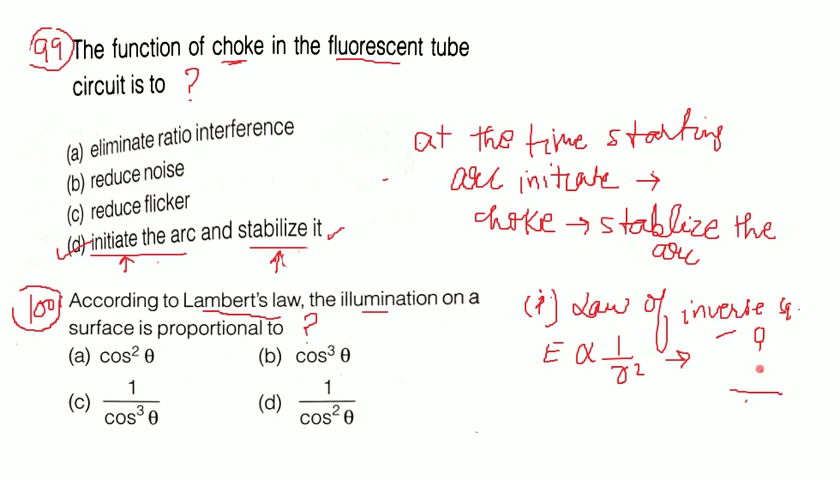 99 The function of choke in the fluorescent tube
circuit is to ?
(a) eliminate ratio interference
(b) reduce noise
(c) reduce flicker
(d) initiate the arc and stabilize it
at the time starting
arc initiate →
choke → stablize the
arc
100 According to Lambert's law, the illumination on a
surface is proportional to ?
(a) cos² θ
(b) cos³ θ
(c) 1/cos³ θ
(d) 1/cos² θ
(i) Law of inverse sq.
E ∝ 1/r² →